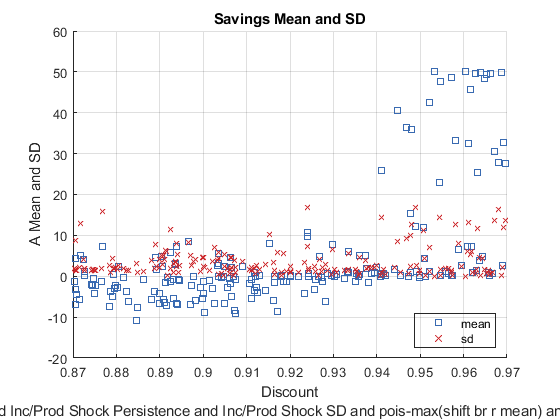 Savings Mean and SD
60
50
40
30
20
10
0
-10
-20
A Mean and SD
mean
sd
0.87 0.88 0.89 0.9 0.91 0.92 0.93 0.94 0.95 0.96 0.97
Discount
d Inc/Prod Shock Persistence and Inc/Prod Shock SD and pois-max(shift br r mean) a